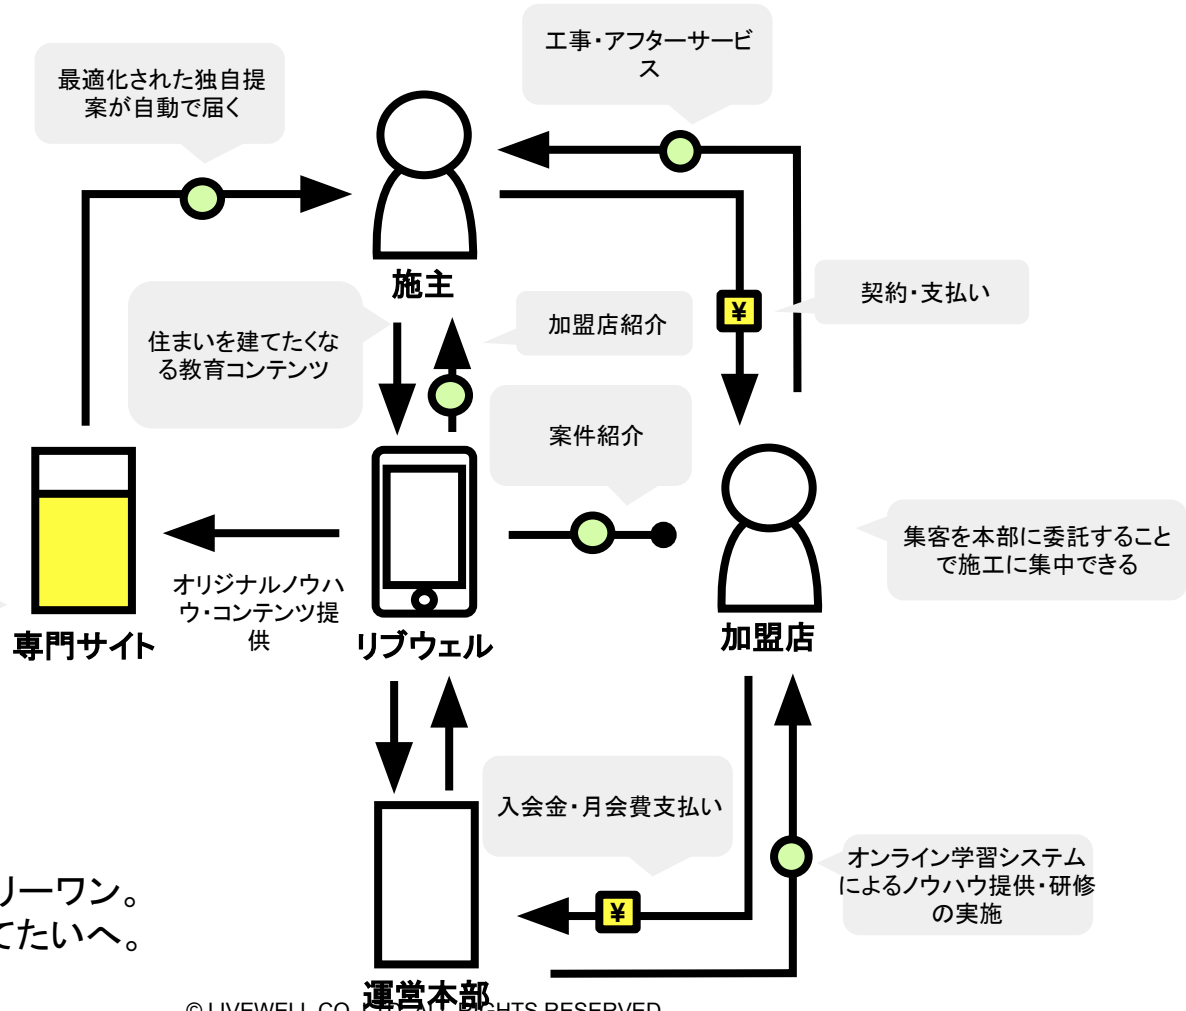 工事・アフターサービ
ス
最適化された独自提
案が自動で届く
施主
契約・支払い
加盟店紹介
住まいを建てたくな
る教育コンテンツ
案件紹介
¥
集客を本部に委託すること
で施工に集中できる
オリジナルノウハ
ウ・コンテンツ提
供
専門サイト
リブウェル
加盟店
入会金・月会費支払い
オンライン学習システム
によるノウハウ提供・研修
の実施
リーワン。
てたいへ。
¥
運営本部
© LIVEWELL CO. LTD. ALL RIGHTS RESERVED